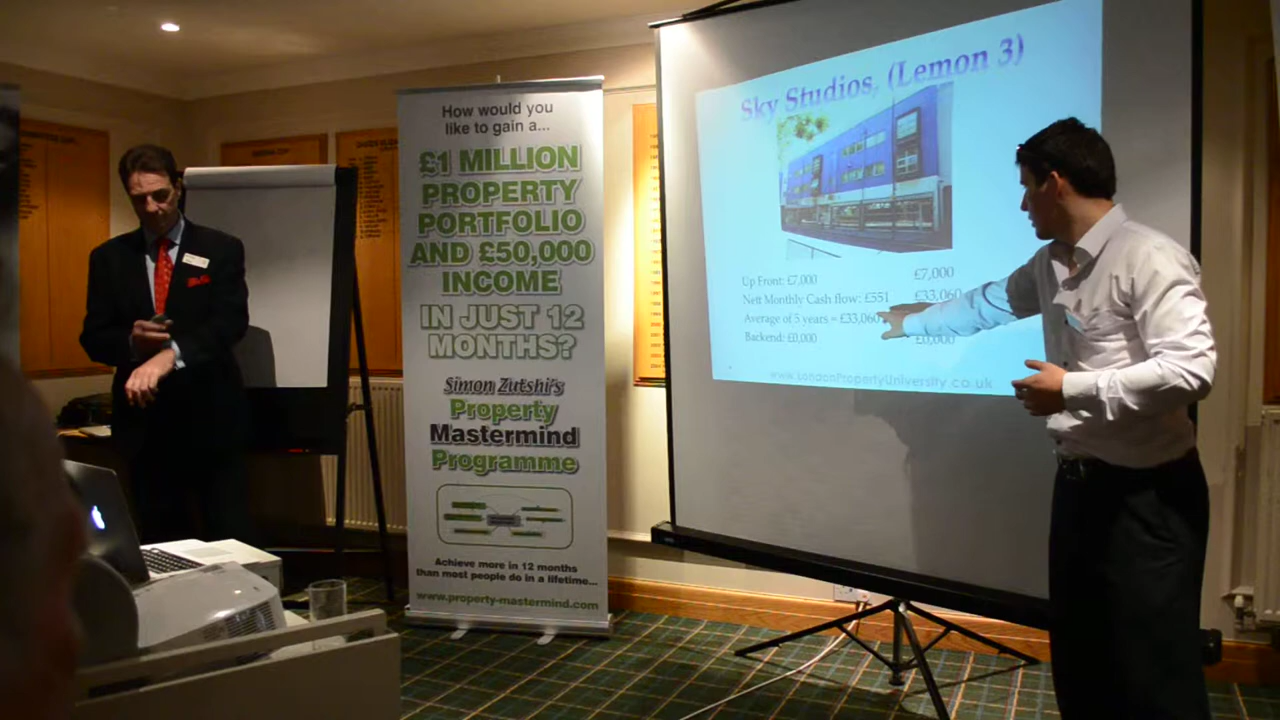 How would you
like to gain a...
£1 MILLION
PROPERTY
PORTFOLIO
AND £50,000
INCOME
IN JUST 12
MONTHS?
Simon Zutshi's
Property
Mastermind
Programme
Achieve more in 12 months
than most people do in a lifetime...
www.property-mastermind.com
Sky Studios, (Lemon 3)
Up Front: £7,000 £7,000
Nett Monthly Cash flow: £551 £33,060
Average of 5 years = £33,060
Backend: £0,000 £0,000
www.LondonPropertyUniversity.co.uk